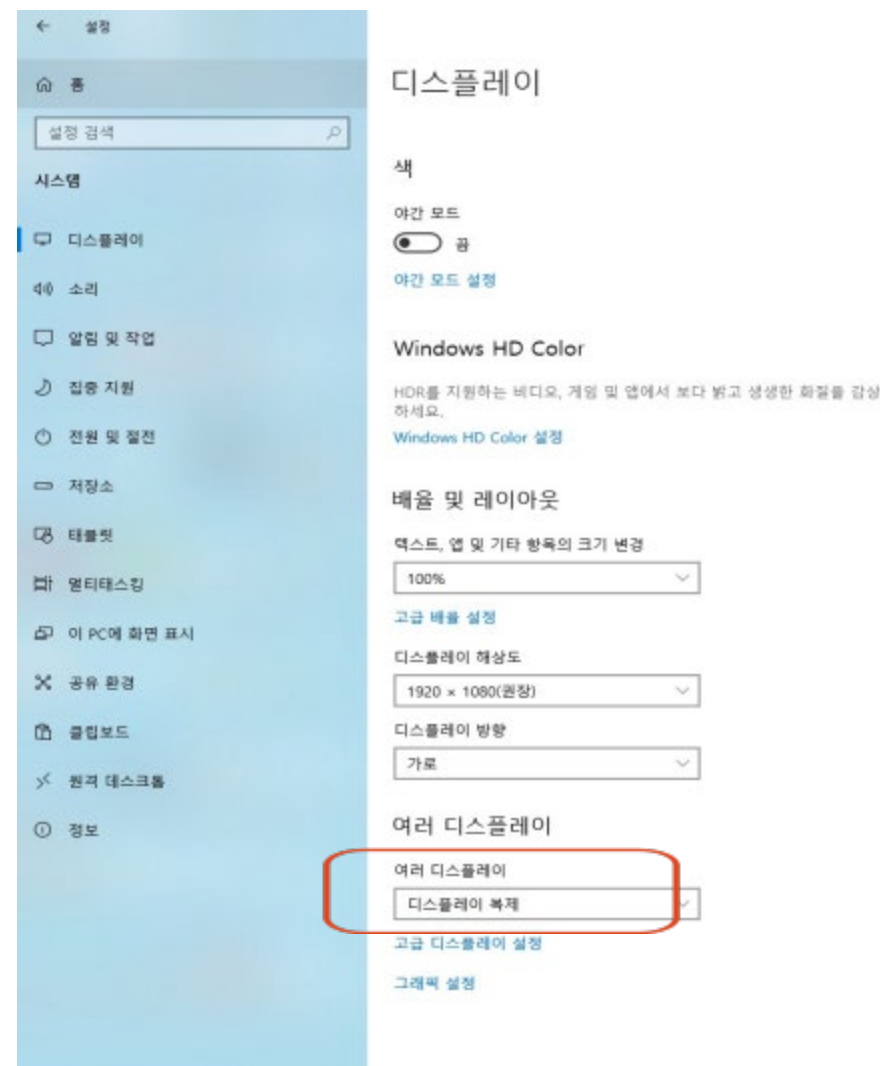 설정
홈
설정 검색
시스템
디스플레이
소리
알림 및 작업
집중 지원
전원 및 절전
저장소
태블릿
멀티태스킹
이 PC에 화면 표시
공유 환경
클립보드
원격 데스크톱
정보
디스플레이
색
야간 모드
끔
야간 모드 설정
Windows HD Color
HDR를 지원하는 비디오, 게임 및 앱에서 보다 밝고 생생한 화질을 감상
하세요.
Windows HD Color 설정
배율 및 레이아웃
텍스트, 앱 및 기타 항목의 크기 변경
100%
고급 배율 설정
디스플레이 해상도
1920 × 1080(권장)
디스플레이 방향
가로
여러 디스플레이
여러 디스플레이
디스플레이 복제
고급 디스플레이 설정
그래픽 설정